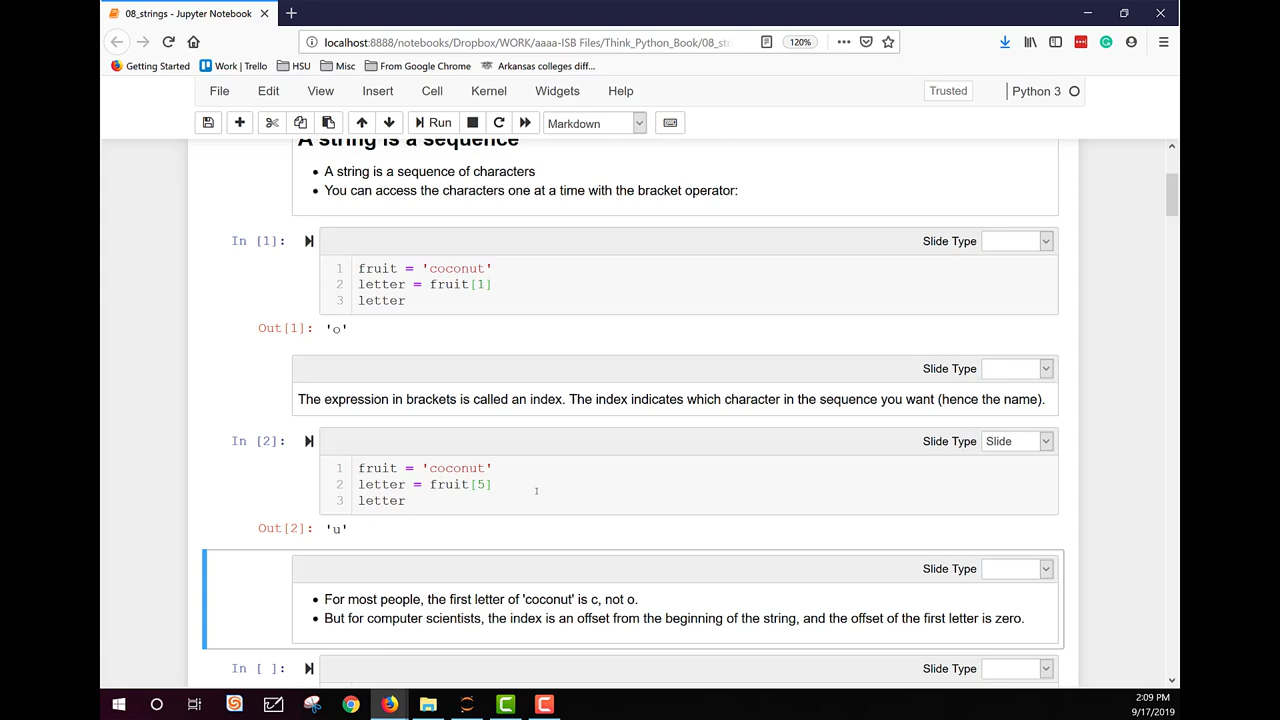 08_strings - Jupyter Notebook
localhost:8888/notebooks/Dropbox/WORK/aaaa-ISB Files/Think_Python_Book/08_str
120%
Getting Started
Work | Trello
HSU
Misc
From Google Chrome
Arkansas colleges diff...
File Edit View Insert Cell Kernel Widgets Help
Trusted
Python 3
Run
Markdown
A string is a sequence
• A string is a sequence of characters
• You can access the characters one at a time with the bracket operator:
In [1]:
Slide Type
1 fruit = 'coconut'
2 letter = fruit[1]
3 letter
Out[1]: 'o'
Slide Type
The expression in brackets is called an index. The index indicates which character in the sequence you want (hence the name).
In [2]:
Slide Type Slide
1 fruit = 'coconut'
2 letter = fruit[5]
3 letter
Out[2]: 'u'
Slide Type
• For most people, the first letter of 'coconut' is c, not o.
• But for computer scientists, the index is an offset from the beginning of the string, and the offset of the first letter is zero.
In [ ]:
Slide Type
2:09 PM
9/17/2019